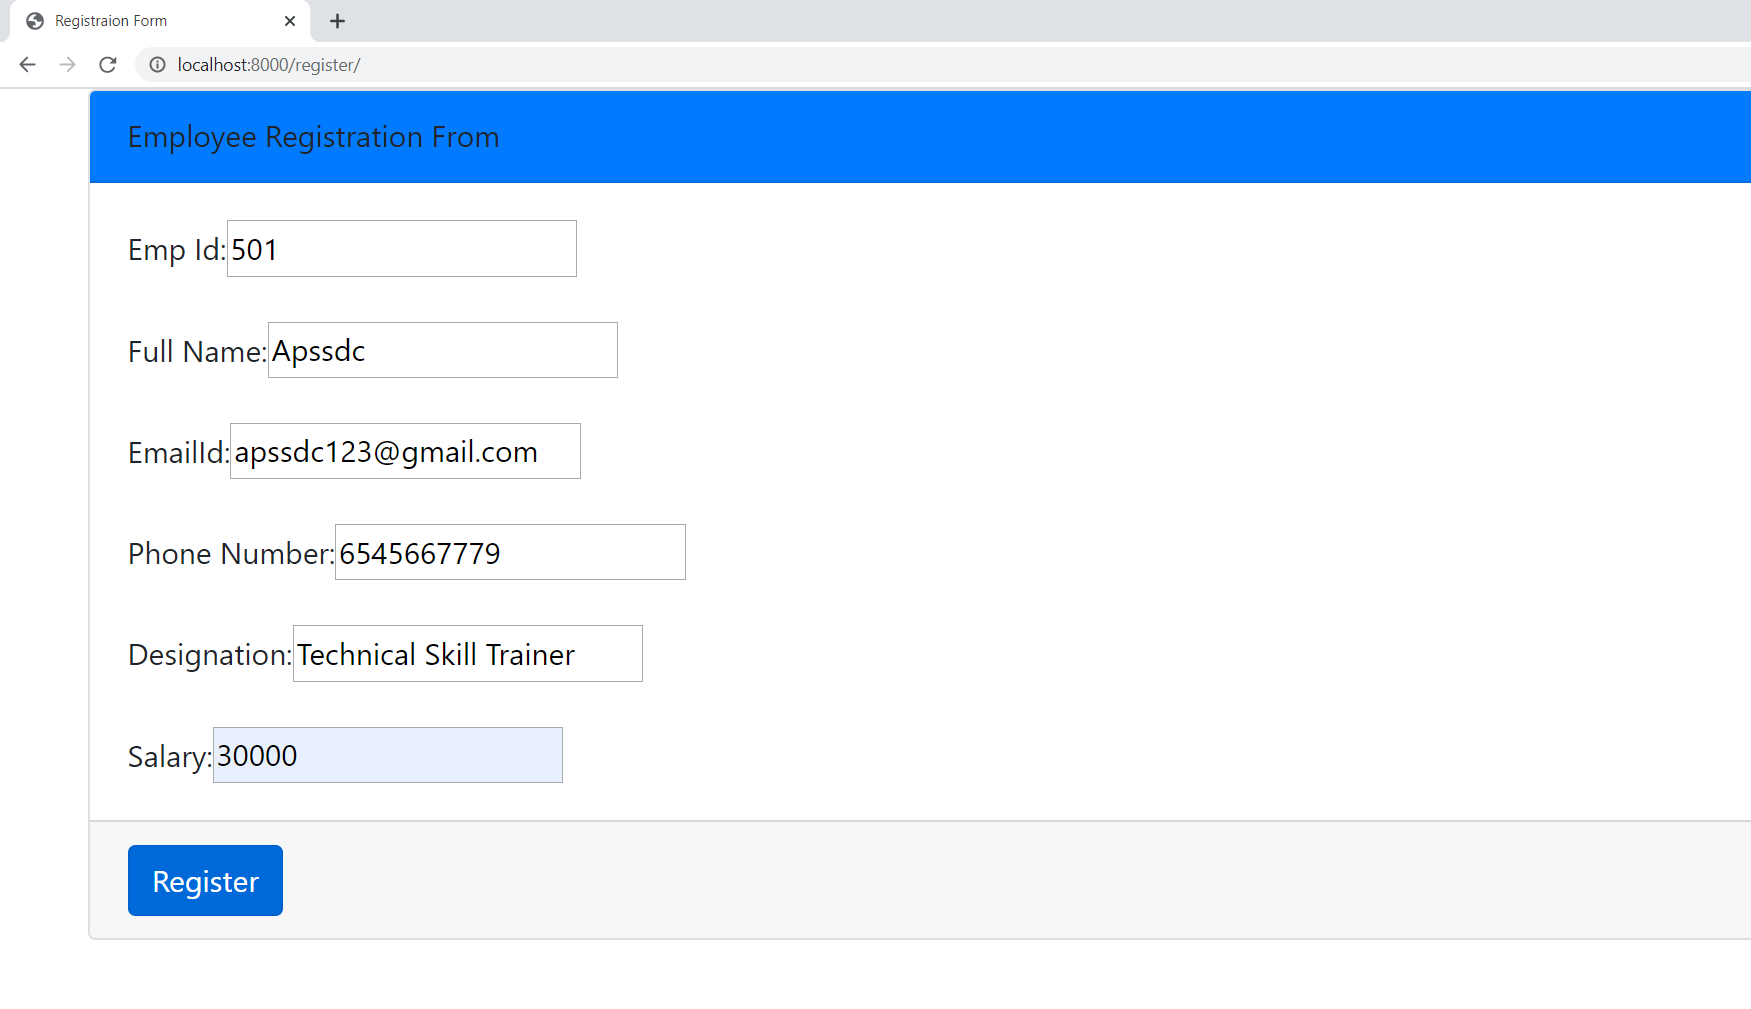 Registraion Form
localhost:8000/register/
Employee Registration From
Emp Id:501
Full Name:Apssdc
EmailId:apssdc123@gmail.com
Phone Number:6545667779
Designation:Technical Skill Trainer
Salary:30000
Register